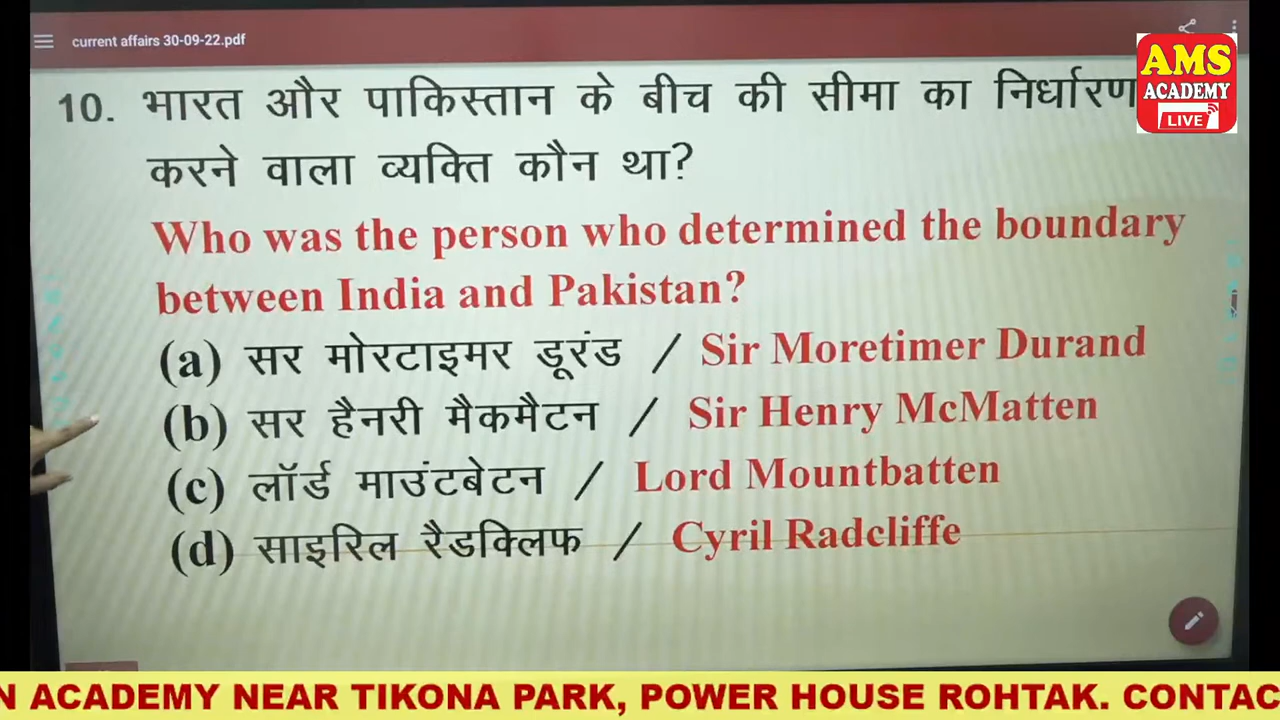 current affairs 30-09-22.pdf
AMS
ACADEMY
LIVE
10. भारत और पाकिस्तान के बीच की सीमा का निर्धारण
करने वाला व्यक्ति कौन था?
Who was the person who determined the boundary
between India and Pakistan?
(a) सर मोरटाइमर डूरंड / Sir Moretimer Durand
(b) सर हैनरी मैकमैटन / Sir Henry McMatten
(c) लॉर्ड माउंटबेटन / Lord Mountbatten
(d) साइरिल रैडक्लिफ / Cyril Radcliffe
N ACADEMY NEAR TIKONA PARK, POWER HOUSE ROHTAK. CONTAC